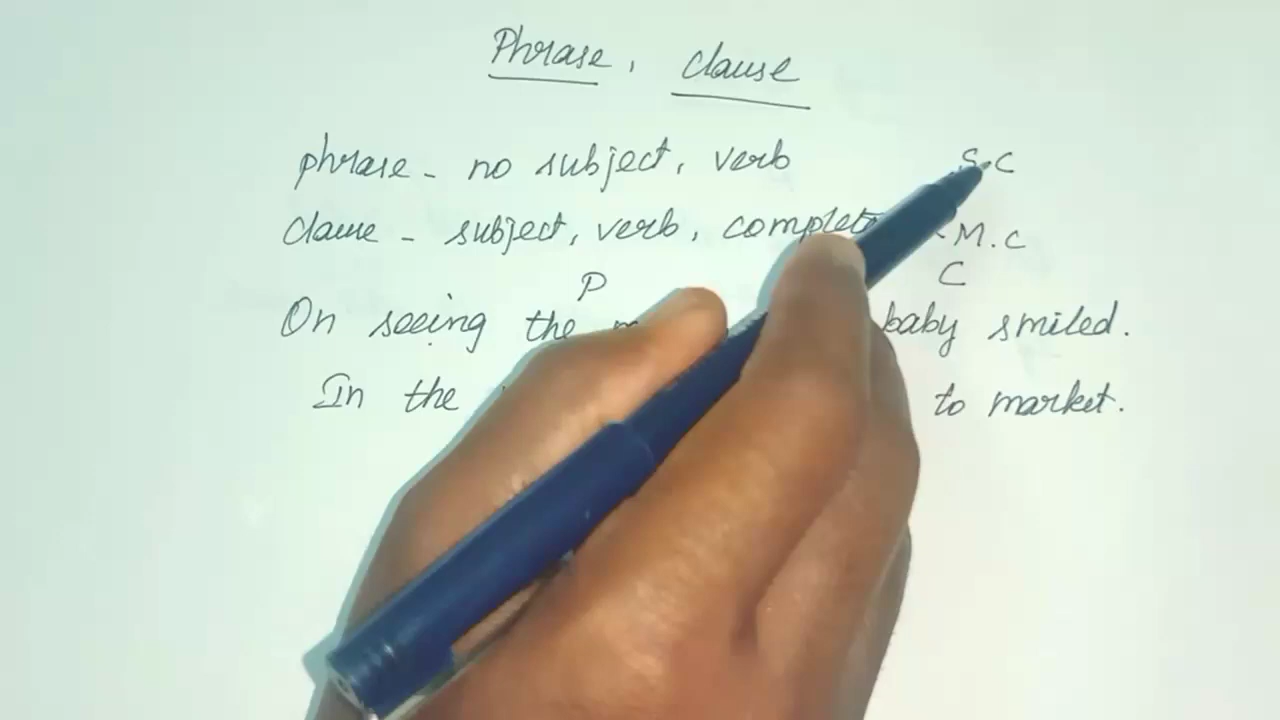 Phrase, Clause
phrase - no subject, verb S.C
clause - subject, verb, complete M.C
P C
On seeing the baby smiled.
In the to market.